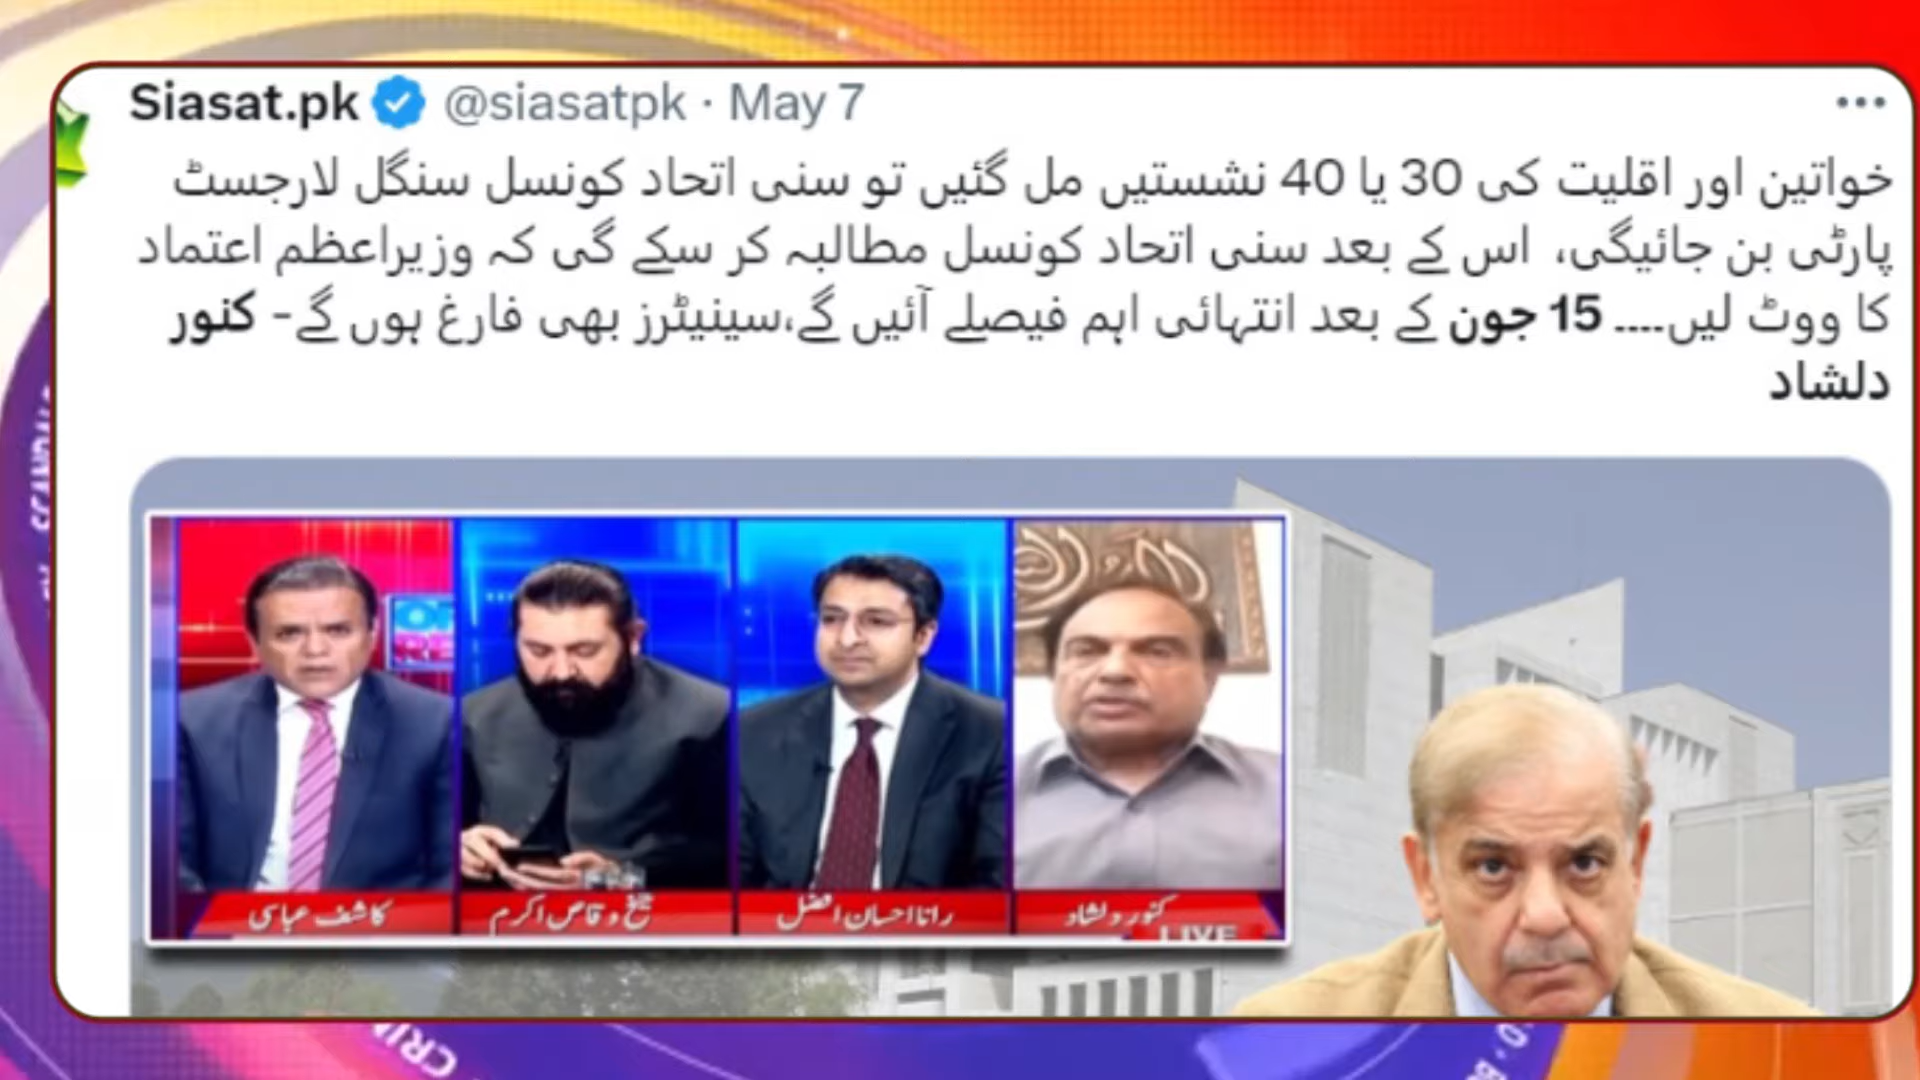 Siasat.pk @siasatpk · May 7
خواتین اور اقلیت کی 30 یا 40 نشستیں مل گئیں تو سنی اتحاد کونسل سنگل لارجسٹ
پارٹی بن جائیگی، اس کے بعد سنی اتحاد کونسل مطالبہ کر سکے گی کہ وزیراعظم اعتماد
کا ووٹ لیں.... 15 جون کے بعد انتہائی اہم فیصلے آئیں گے،سینیٹرز بھی فارغ ہوں گے- کنور
دلشاد
کاشف عباسی
شیخ وقاص اکرم
رانا احسان افضل
کنور دلشاد
LIVE